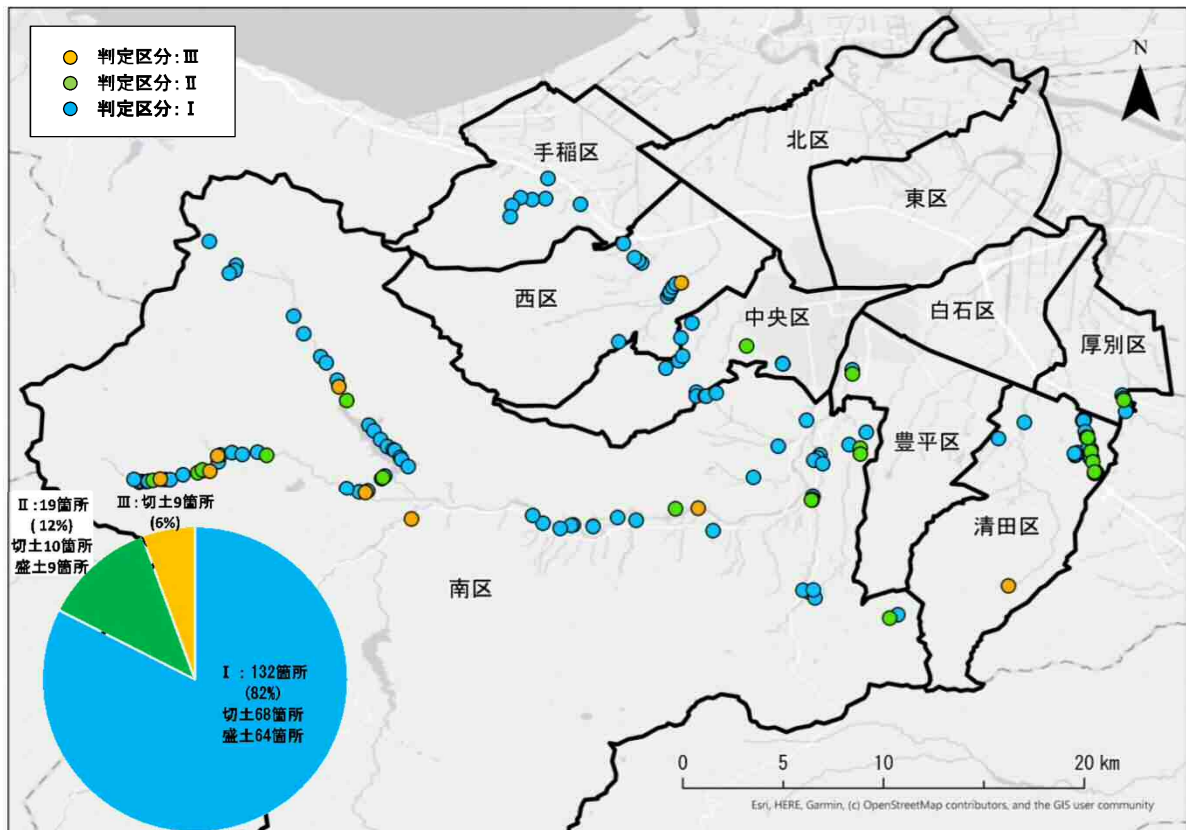 判定区分:Ⅲ
判定区分:Ⅱ
判定区分:Ⅰ
N
手稲区
北区
東区
西区
中央区
白石区
厚別区
豊平区
清田区
南区
Ⅱ:19箇所
(12%)
切土10箇所
盛土9箇所
Ⅲ:切土9箇所
(6%)
Ⅰ:132箇所
(82%)
切土68箇所
盛土64箇所
0 5 10 20 km
Esri, HERE, Garmin, (c) OpenStreetMap contributors, and the GIS user community